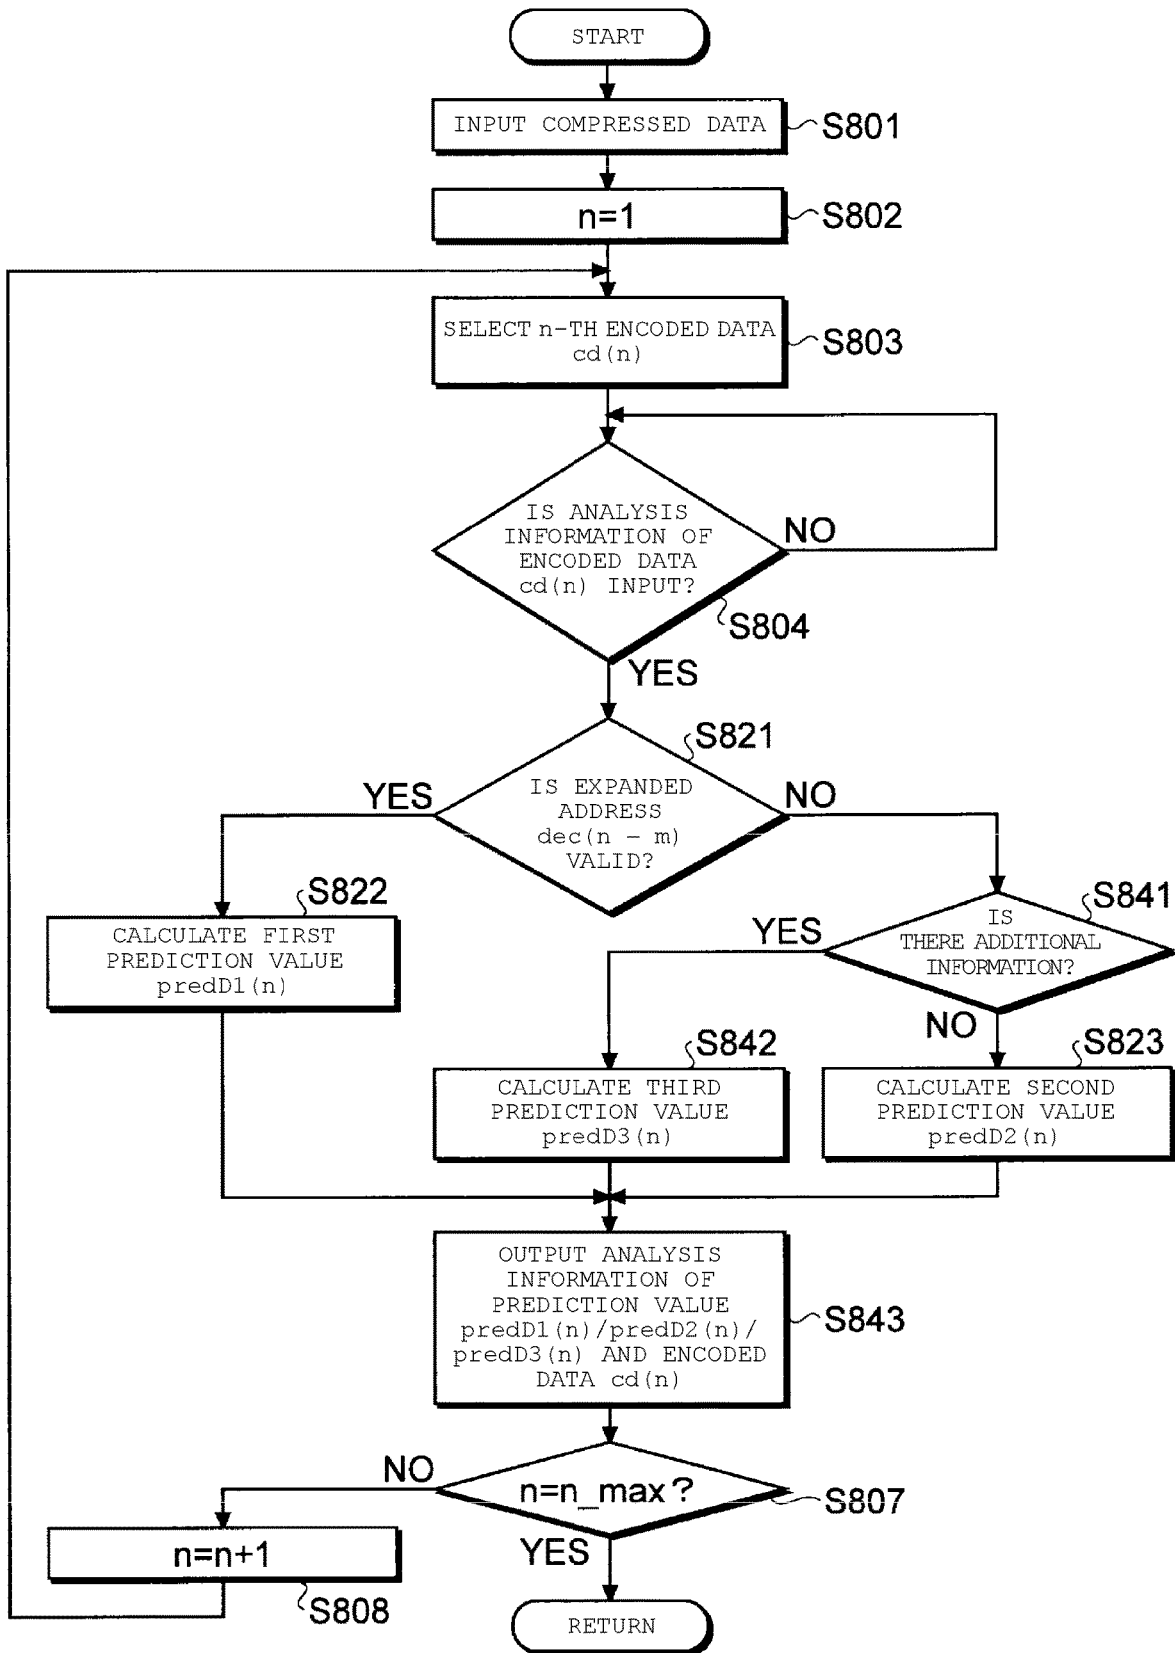 START
INPUT COMPRESSED DATA
S801
n=1
S802
SELECT n-TH ENCODED DATA
cd(n)
S803
IS ANALYSIS
INFORMATION OF
ENCODED DATA
cd(n) INPUT?
NO
S804
YES
S821
IS EXPANDED
ADDRESS
dec(n − m)
VALID?
YES
NO
S822
CALCULATE FIRST
PREDICTION VALUE
predD1(n)
S841
IS
THERE ADDITIONAL
INFORMATION?
YES
NO
S842
CALCULATE THIRD
PREDICTION VALUE
predD3(n)
S823
CALCULATE SECOND
PREDICTION VALUE
predD2(n)
OUTPUT ANALYSIS
INFORMATION OF
PREDICTION VALUE
predD1(n)/predD2(n)/
predD3(n) AND ENCODED
DATA cd(n)
S843
n=n_max?
NO
S807
YES
n=n+1
S808
RETURN